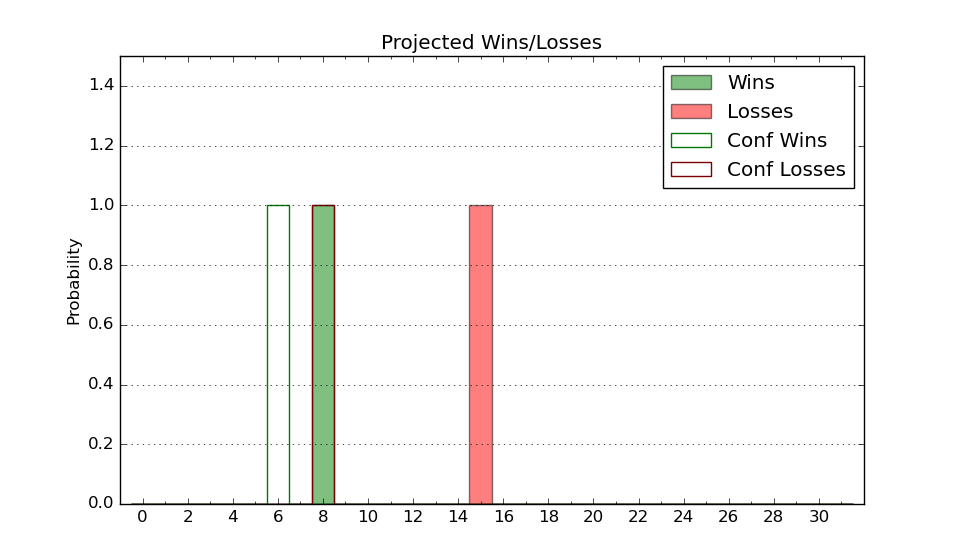 Projected Wins/Losses
1.4
1.2
1.0
0.8
0.6
0.4
0.2
0.0
Probability
Wins
Losses
Conf Wins
Conf Losses
0 2 4 6 8 10 12 14 16 18 20 22 24 26 28 30